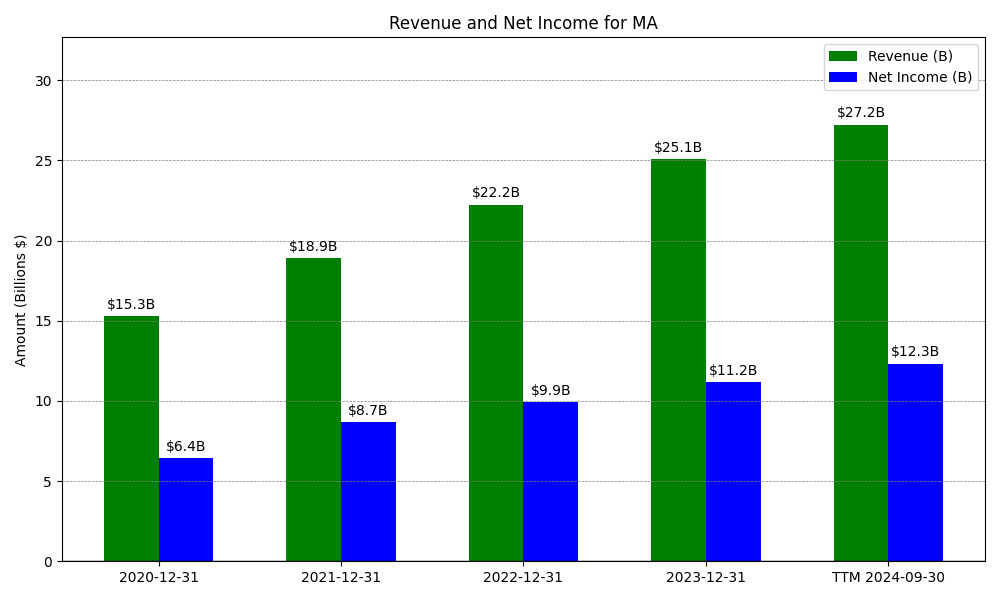 Revenue and Net Income for MA
Revenue (B)
Net Income (B)
Amount (Billions $)
30
25
20
15
10
5
0
$15.3B
$6.4B
$18.9B
$8.7B
$22.2B
$9.9B
$25.1B
$11.2B
$27.2B
$12.3B
2020-12-31
2021-12-31
2022-12-31
2023-12-31
TTM 2024-09-30